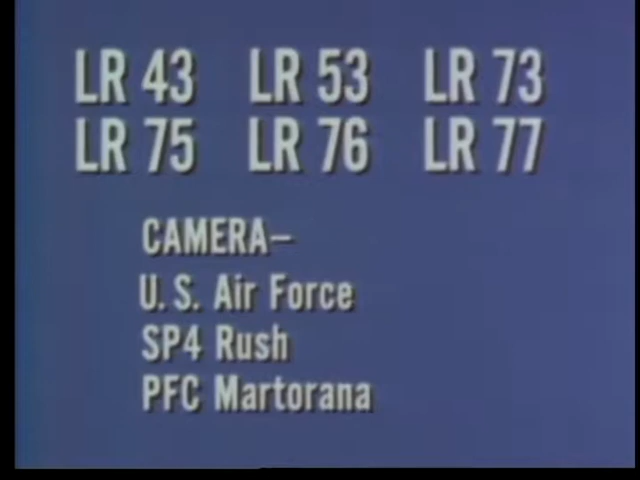 LR 43 LR 53 LR 73
LR 75 LR 76 LR 77
CAMERA–
U. S. Air Force
SP4 Rush
PFC Martorana